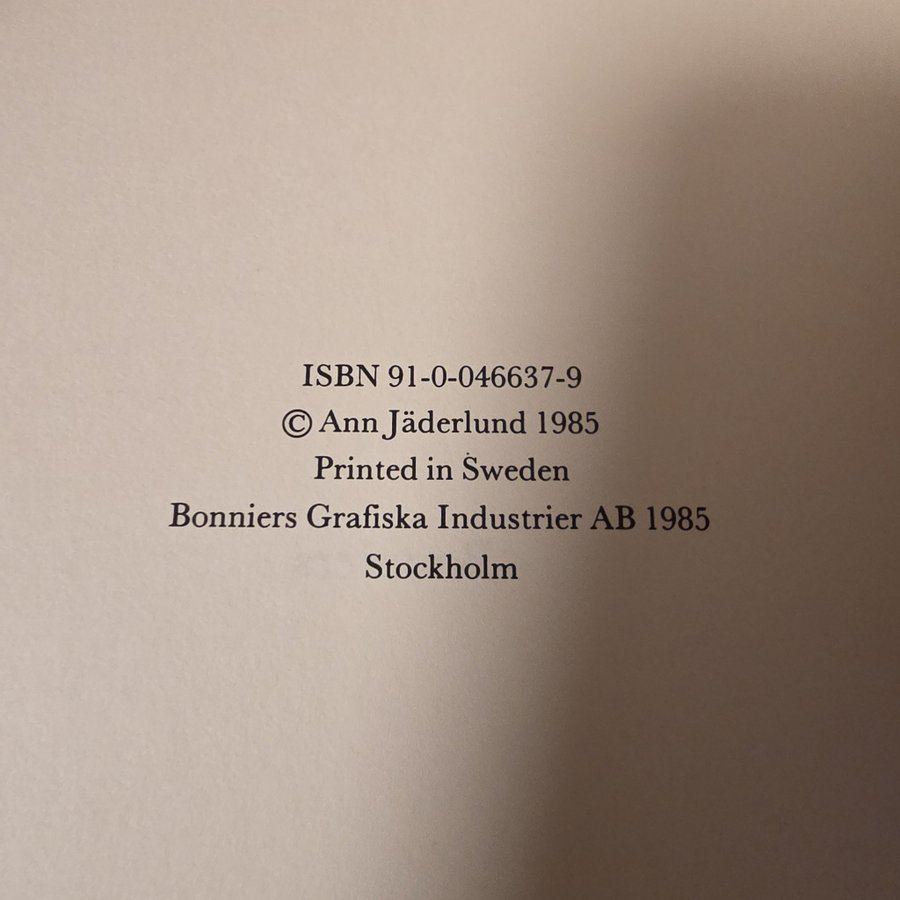 ISBN 91-0-046637-9
© Ann Jäderlund 1985
Printed in Sweden
Bonniers Grafiska Industrier AB 1985
Stockholm